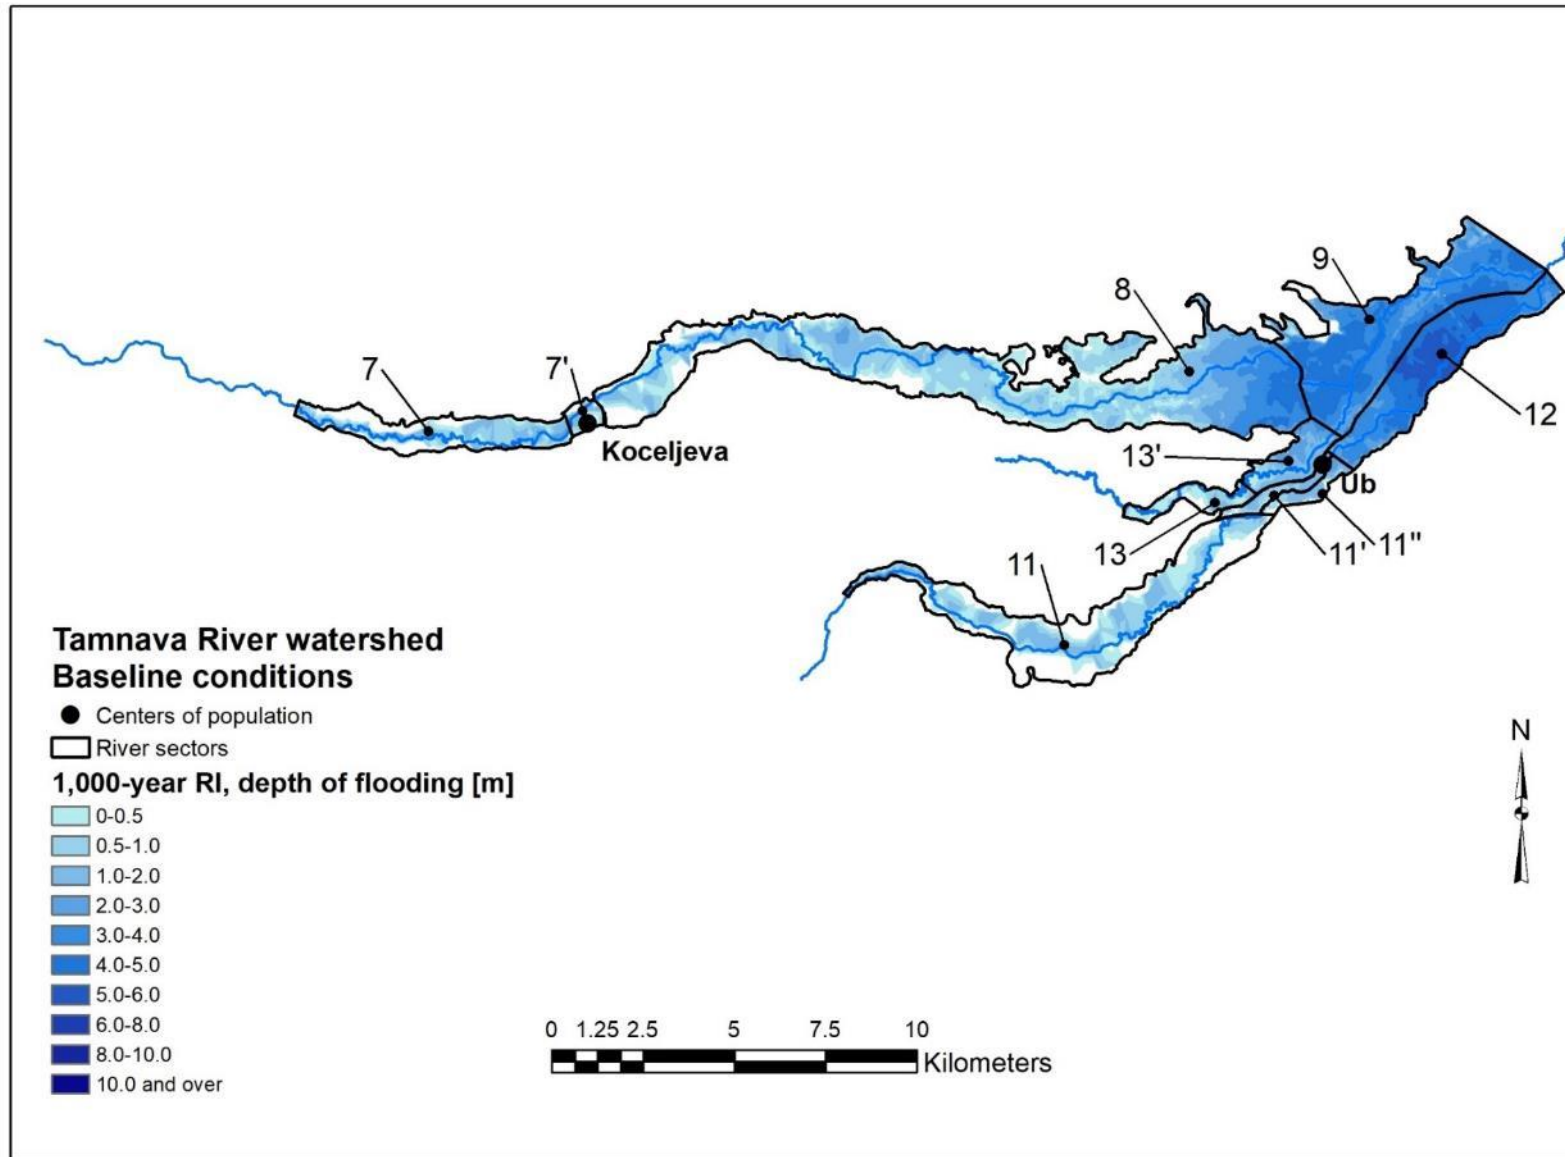 9
8
7'
7
12
Koceljeva
13'
Ub
13
11'
11"
11
Tamnava River watershed
Baseline conditions
Centers of population
River sectors
1,000-year RI, depth of flooding [m]
0-0.5
0.5-1.0
1.0-2.0
2.0-3.0
3.0-4.0
4.0-5.0
5.0-6.0
6.0-8.0
8.0-10.0
10.0 and over
N
0 1.25 2.5 5 7.5 10
Kilometers